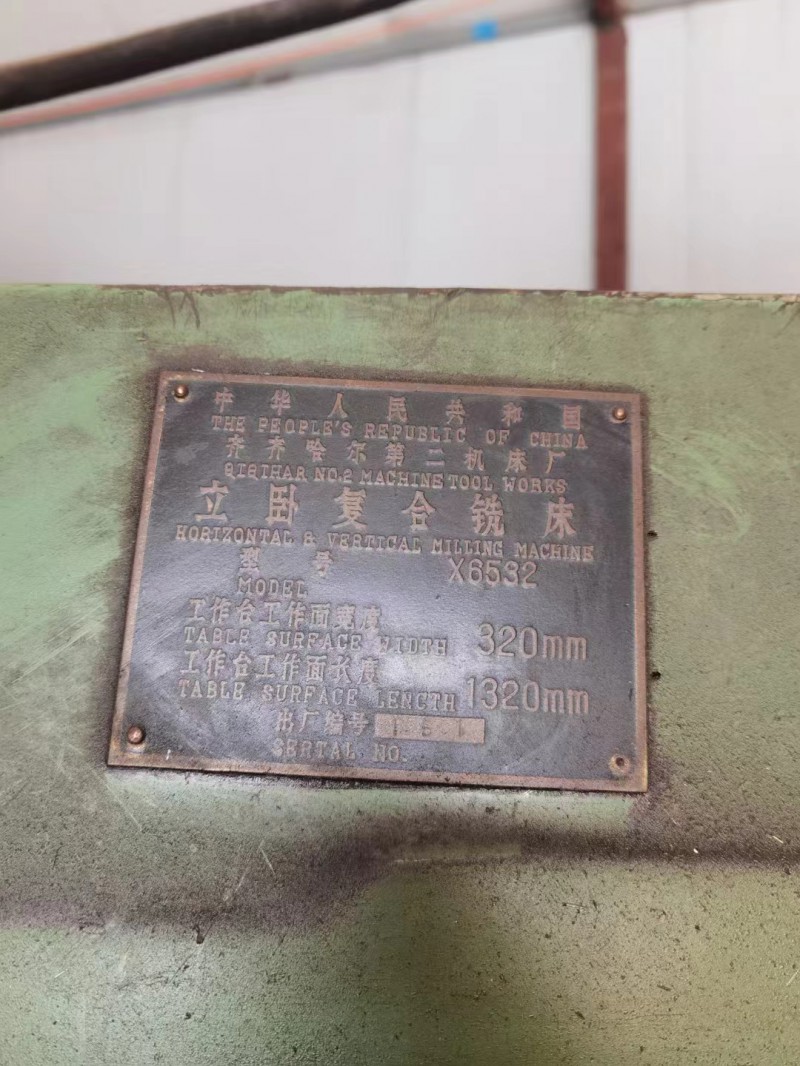 中华人民共和国
THE PEOPLE'S REPUBLIC OF CHINA
齐齐哈尔第二机床厂
QIQIHAR NO.2 MACHINE TOOL WORKS
立卧复合铣床
HORIZONTAL & VERTICAL MILLING MACHINE
型号 X6532
MODEL
工作台工作面宽度
TABLE SURFACE WIDTH 320mm
工作台工作面长度
TABLE SURFACE LENGTH 1320mm
出厂编号
SERIAL NO.